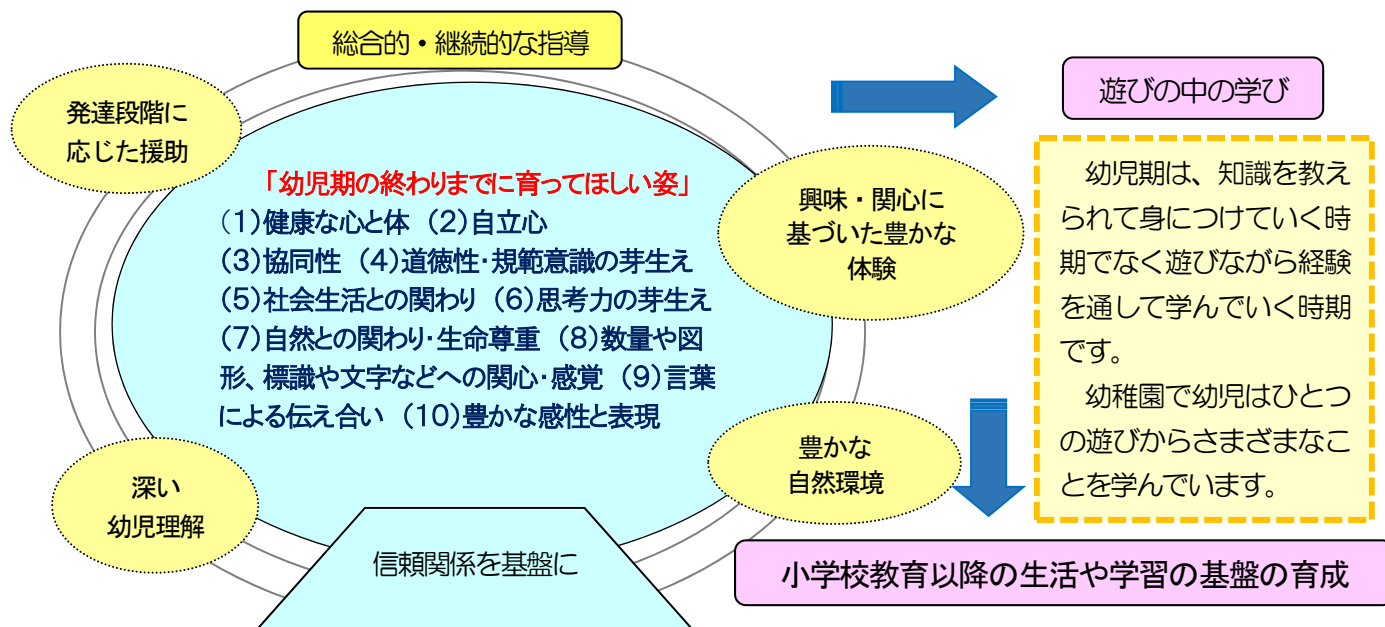 総合的・継続的な指導
発達段階に
応じた援助
「幼児期の終わりまでに育ってほしい姿」
(1)健康な心と体 (2)自立心
(3)協同性 (4)道徳性・規範意識の芽生え
(5)社会生活との関わり (6)思考力の芽生え
(7)自然との関わり・生命尊重 (8)数量や図
形、標識や文字などへの関心・感覚 (9)言葉
による伝え合い (10)豊かな感性と表現
興味・関心に
基づいた豊かな
体験
豊かな
自然環境
深い
幼児理解
信頼関係を基盤に
遊びの中の学び
幼児期は、知識を教え
られて身につけていく時
期でなく遊びながら経験
を通して学んでいく時期
です。
幼稚園で幼児はひとつ
の遊びからさまざまなこ
とを学んでいます。
小学校教育以降の生活や学習の基盤の育成